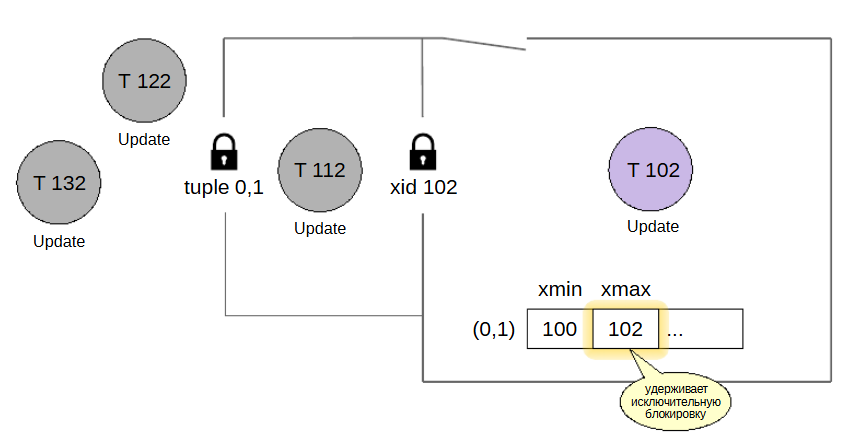 T 122
Update
T 132
Update
tuple 0,1
T 112
Update
xid 102
T 102
Update
xmin xmax
(0,1) 100 102 ...
удерживает
исключительную
блокировку